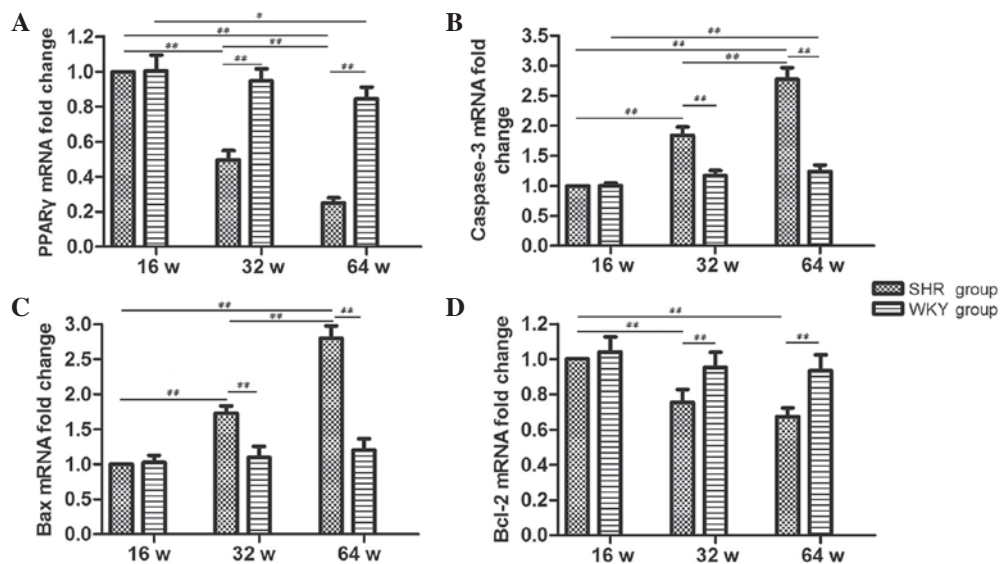 A
PPARγ mRNA fold change
1.2
1.0
0.8
0.6
0.4
0.2
0.0
16 w
32 w
64 w
*
**
**
**
**
**
B
Caspase-3 mRNA fold
change
3.5
3.0
2.5
2.0
1.5
1.0
0.5
0.0
16 w
32 w
64 w
**
**
**
**
**
**
C
Bax mRNA fold change
3.0
2.5
2.0
1.5
1.0
0.5
0.0
16 w
32 w
64 w
**
**
**
**
**
D
Bcl-2 mRNA fold change
1.2
1.0
0.8
0.6
0.4
0.2
0.0
16 w
32 w
64 w
**
**
**
**
SHR group
WKY group